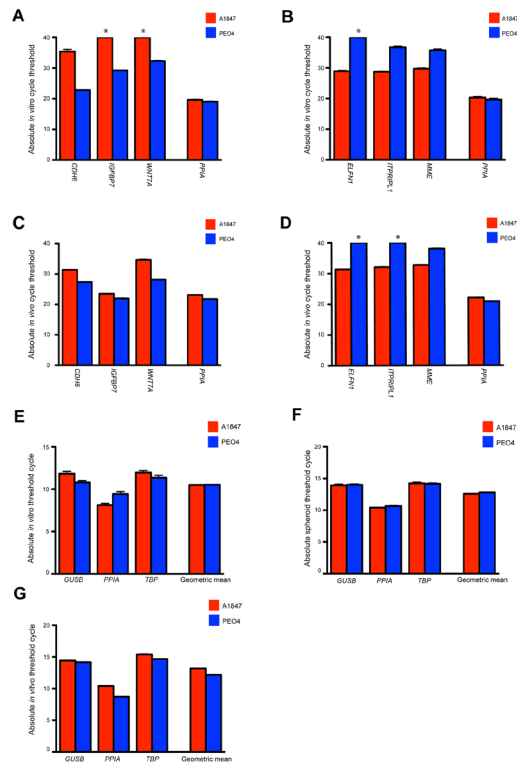 A
A1847
PEO4
Absolute in vitro cycle threshold
40
30
20
10
0
* *
CDH6 IGFBP7 WNT7A PPIA
B
A1847
PEO4
Absolute in vitro cycle threshold
40
30
20
10
0
*
ELFN1 ITPRIPL1 MME PPIA
C
A1847
PEO4
Absolute in vivo cycle threshold
40
30
20
10
0
CDH6 IGFBP7 WNT7A PPIA
D
A1847
PEO4
Absolute in vivo cycle threshold
40
30
20
10
0
* *
ELFN1 ITPRIPL1 MME PPIA
E
A1847
PEO4
Absolute in vitro threshold cycle
15
10
5
0
GUSB PPIA TBP Geometric mean
F
A1847
PEO4
Absolute spheroid threshold cycle
20
15
10
5
0
GUSB PPIA TBP Geometric mean
G
A1847
PEO4
Absolute in vitvo threshold cycle
20
15
10
5
0
GUSB PPIA TBP Geometric mean